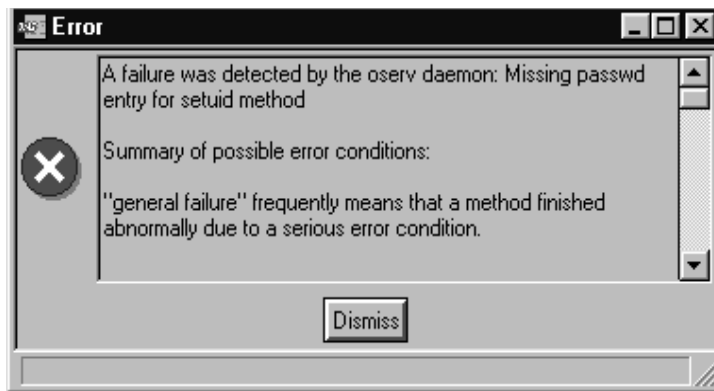 Error
A failure was detected by the oserv daemon: Missing passwd
entry for setuid method
Summary of possible error conditions:
"general failure" frequently means that a method finished
abnormally due to a serious error condition.
Dismiss